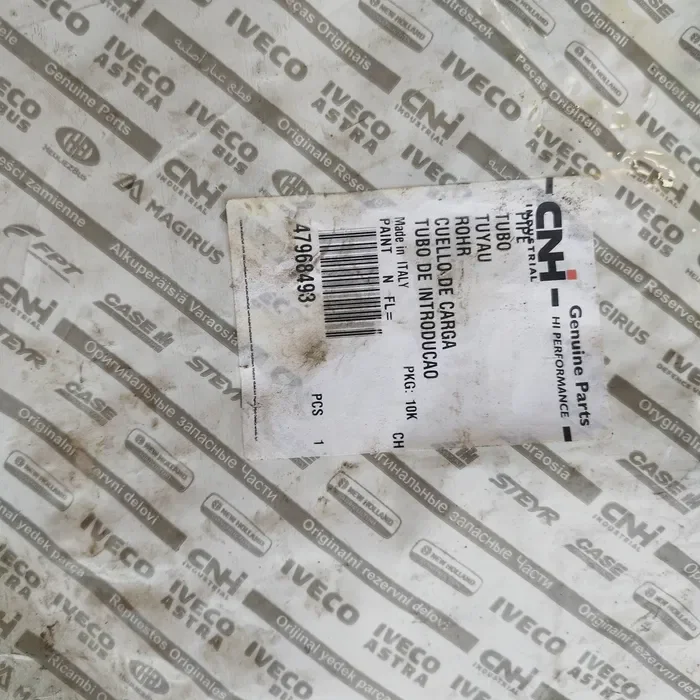 CNH
INDUSTRIAL
Genuine Parts
HI PERFORMANCE
PIPE
TUBO
TUYAU
ROHR
CUELLO DE CARGA
TUBO DE INTRODUCAO
Made in ITALY
PKG: 10K
CH
PAINT N -FL=
47968493
PCS 1
Peças Originais
NEW HOLLAND
IVECO
IVECO
ASTRA
Genuine Parts
CNH
INDUSTRIAL
IVECO
BUS
Originale Reserve
MAGIRUS
FPT
Alkuperäisiä Varaosia
CASE
STEYR
Оригинальные Запасные Части
Originalni rezervni delovi
Orijinal yedek parça
Repuestos Originales
Ricambi